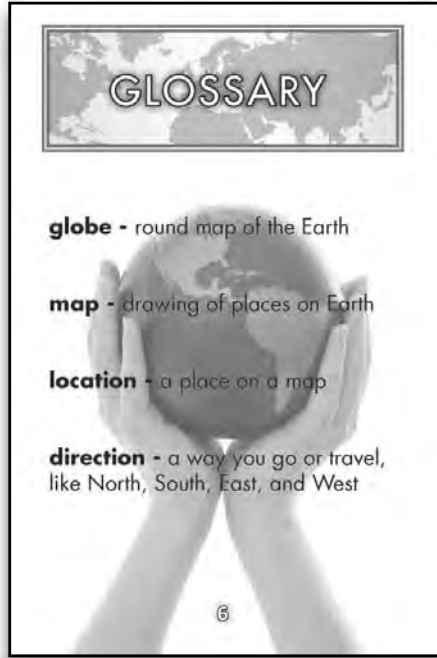 GLOSSARY
globe - round map of the Earth
map - drawing of places on Earth
location - a place on a map
direction - a way you go or travel,
like North, South, East, and West
6